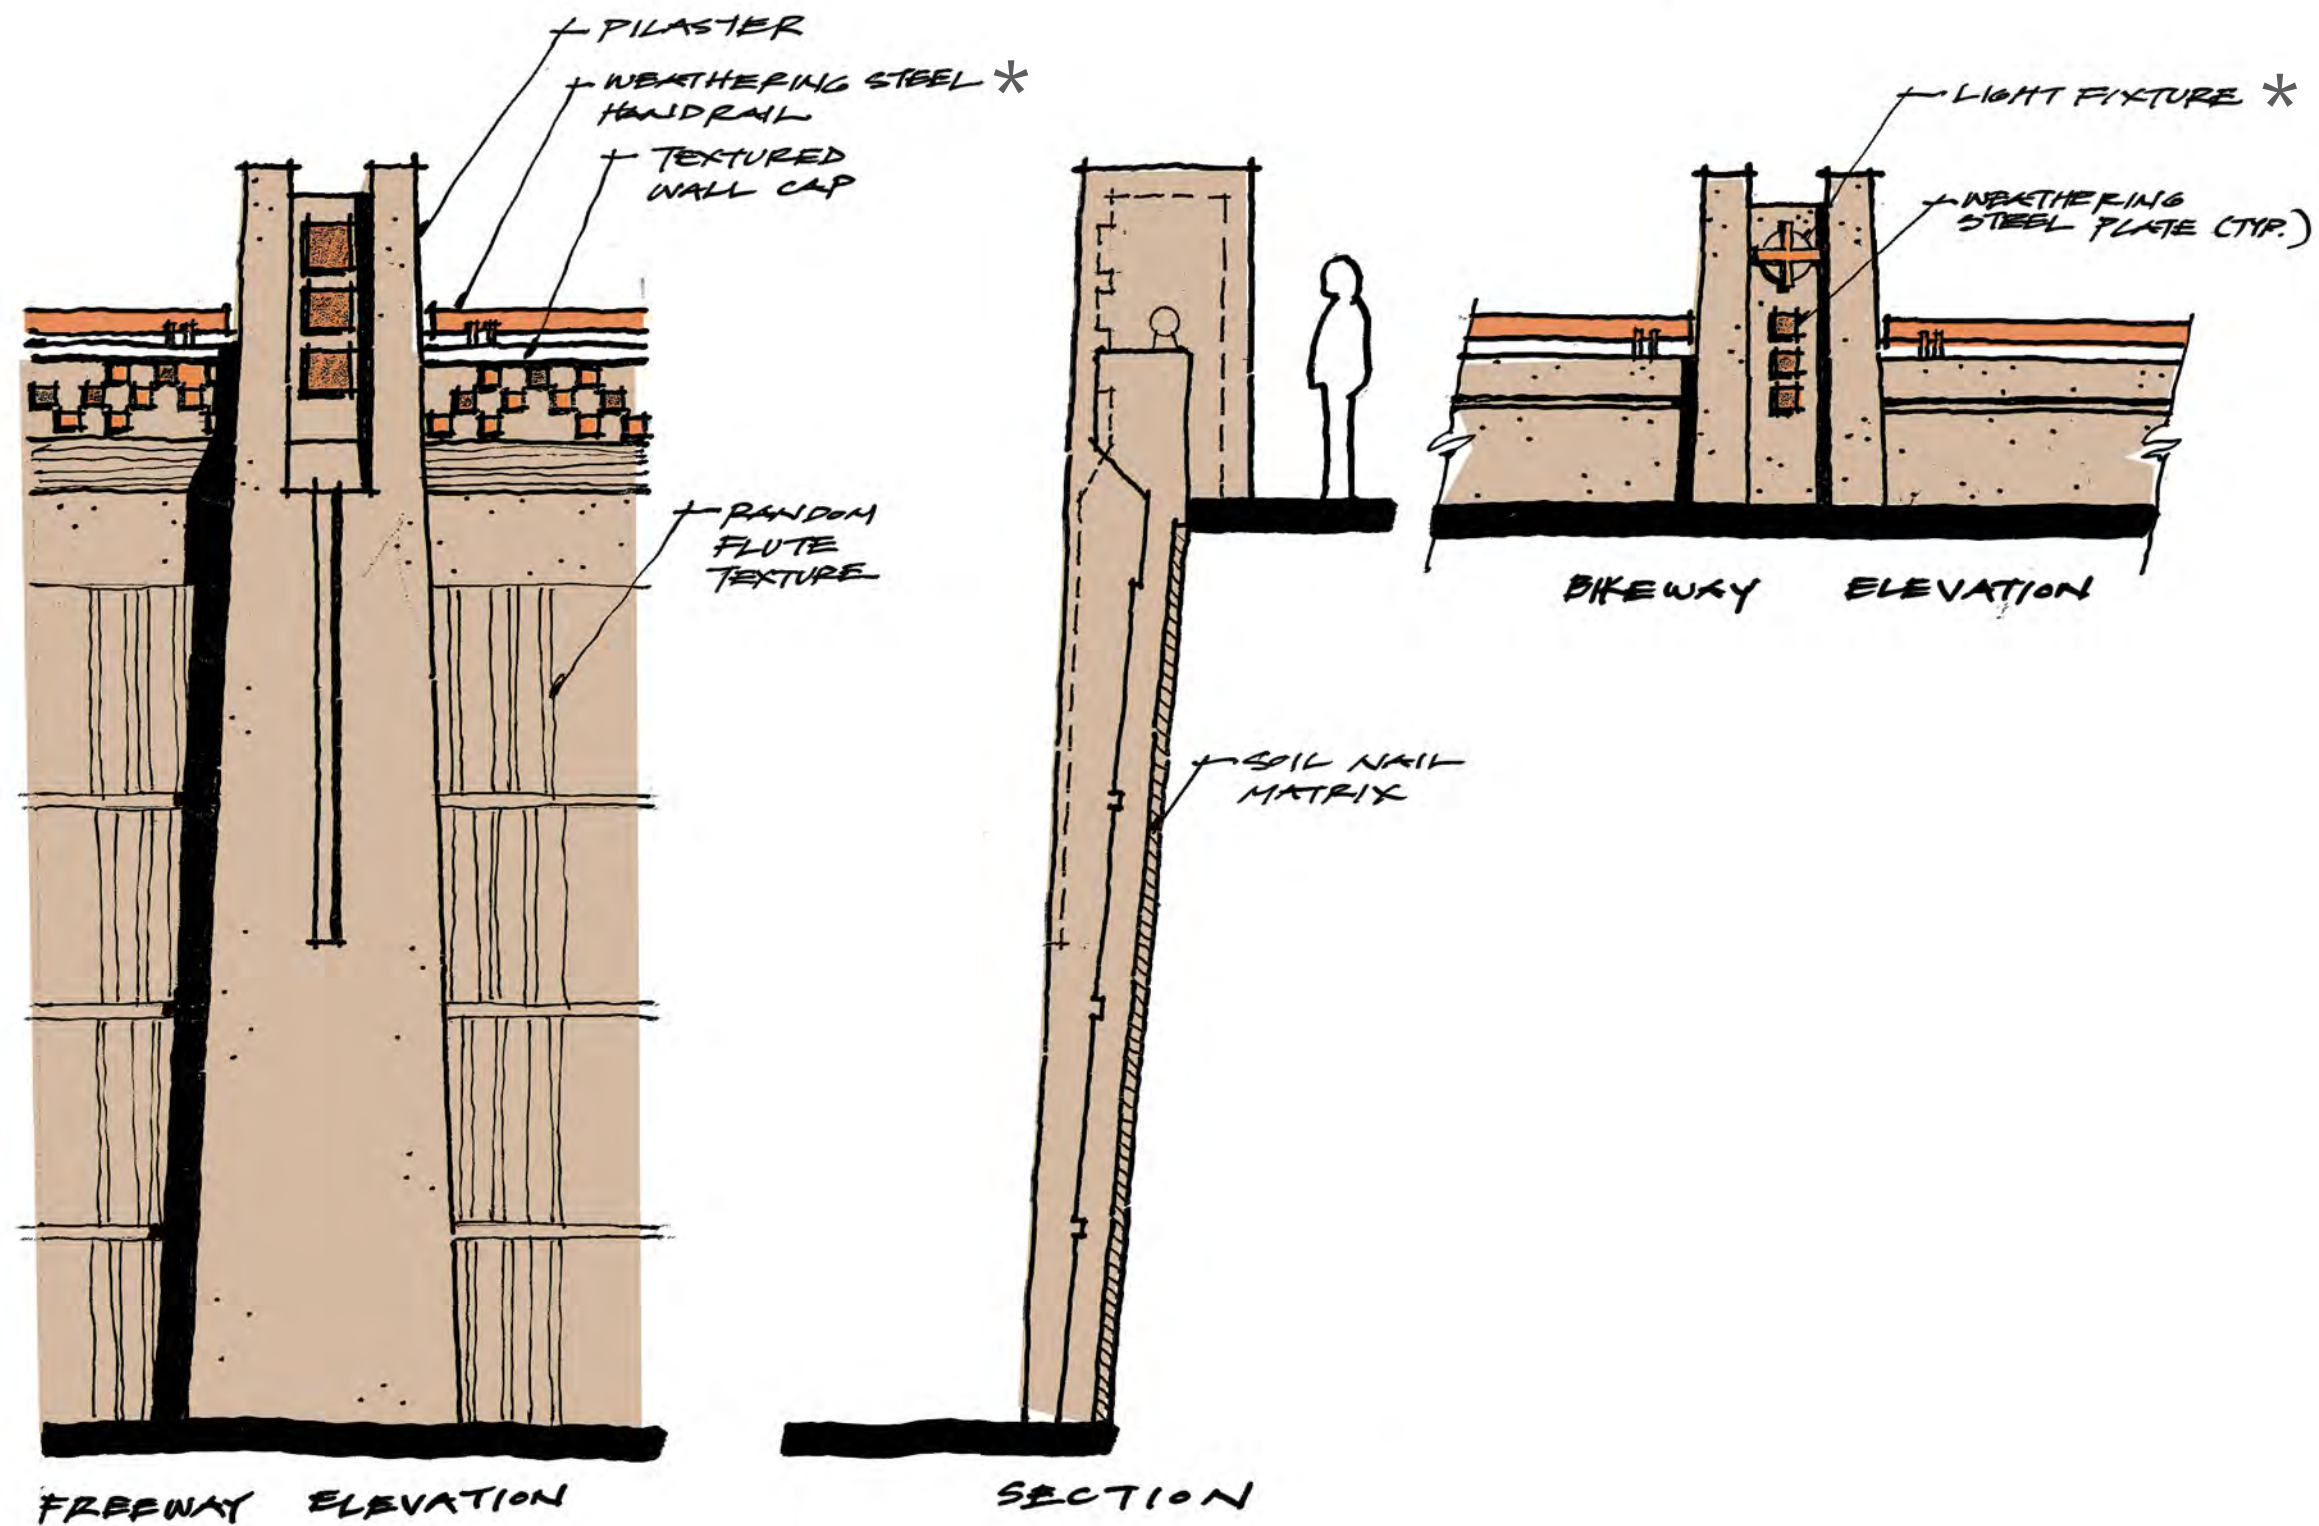 PILASTER
WEATHERING STEEL *
HANDRAIL
TEXTURED
WALL CAP
LIGHT FIXTURE *
WEATHERING
STEEL PLATE (TYP.)
RANDOM
FLUTE
TEXTURE
BIKEWAY ELEVATION
SOIL NAIL
MATRIX
FREEWAY ELEVATION
SECTION